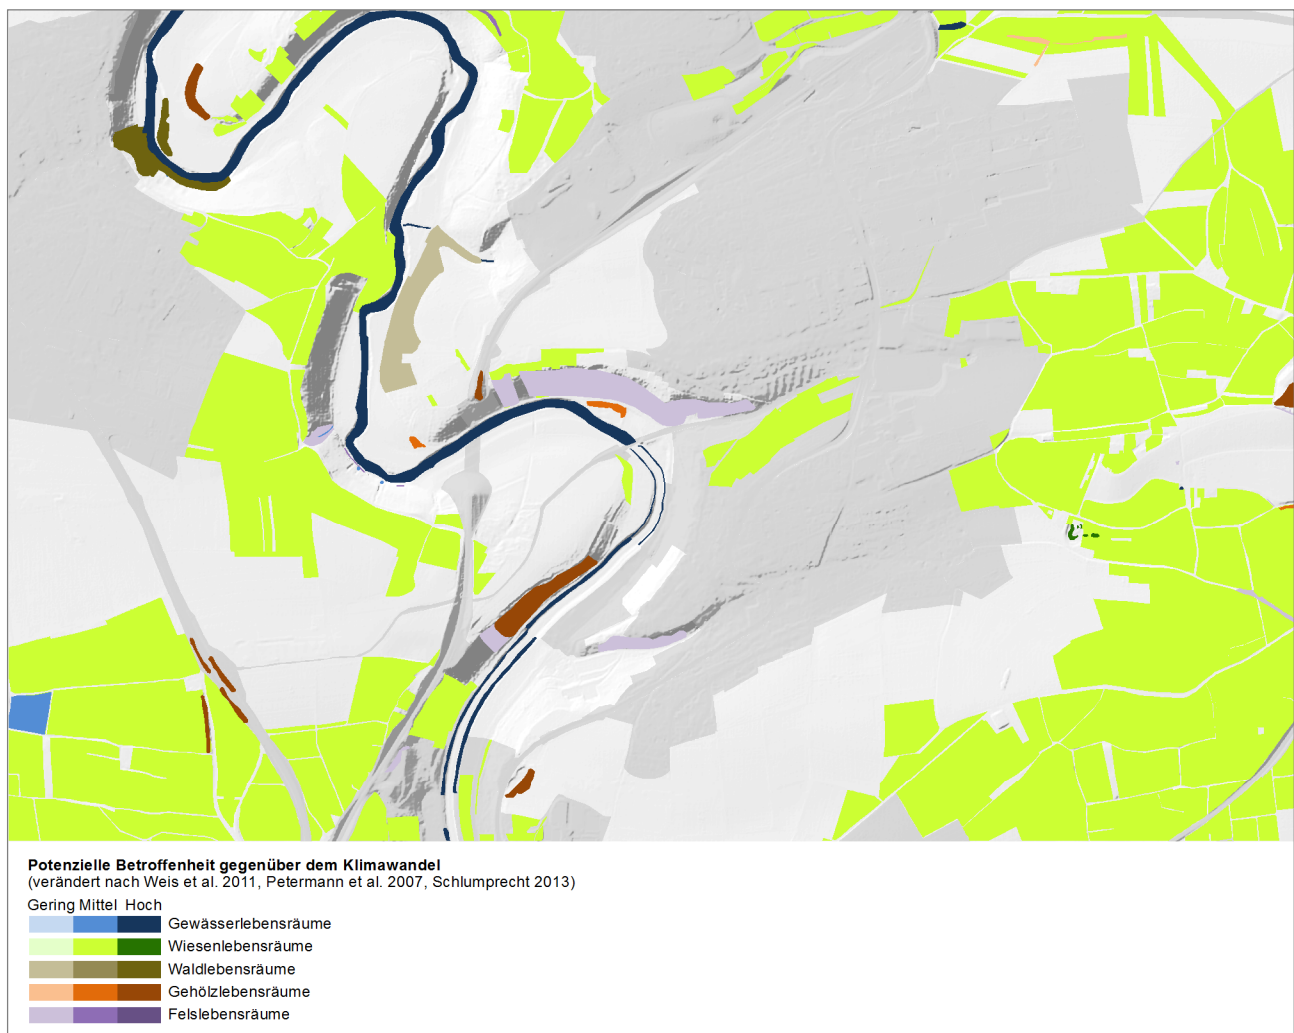 Potenzielle Betroffenheit gegenüber dem Klimawandel
(verändert nach Weis et al. 2011, Petermann et al. 2007, Schlumprecht 2013)
Gering Mittel Hoch
Gewässerlebensräume
Wiesenlebensräume
Waldlebensräume
Gehölzlebensräume
Felslebensräume